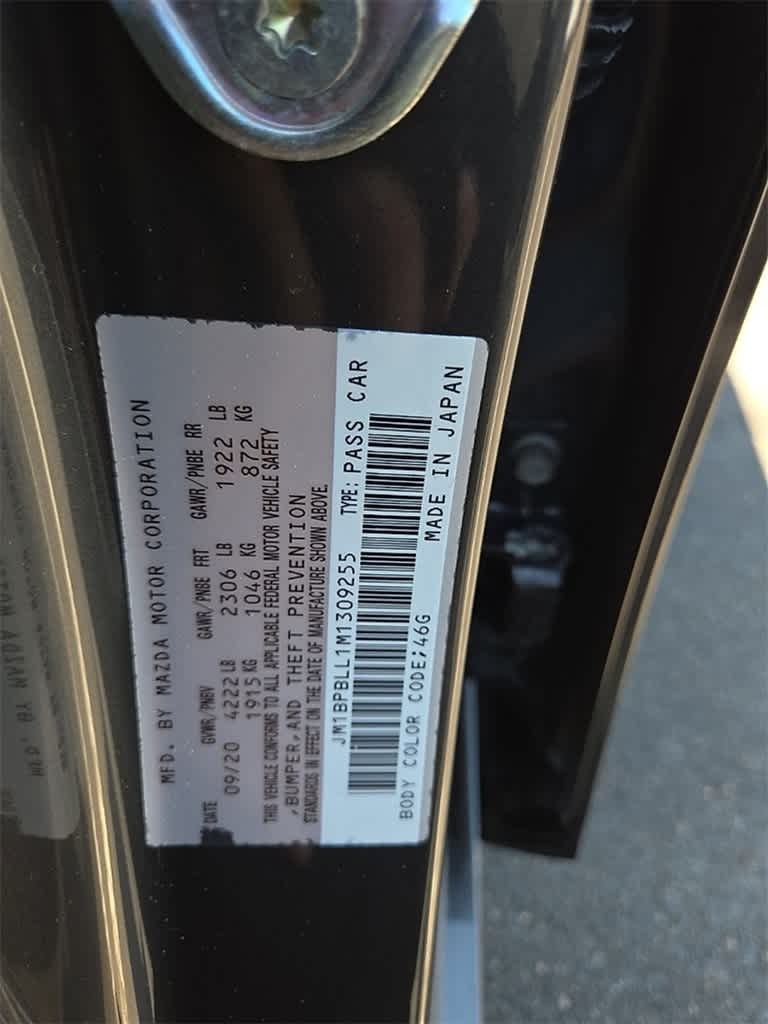 MFD. BY MAZDA MOTOR CORPORATION
DATE GVWR/PNBV GAWR/PNBE FRT GAWR/PNBE RR
09/20 4222 LB 2306 LB 1922 LB
1915 KG 1046 KG 872 KG
THIS VEHICLE CONFORMS TO ALL APPLICABLE FEDERAL MOTOR VEHICLE SAFETY
,BUMPER,AND THEFT PREVENTION
STANDARDS IN EFFECT ON THE DATE OF MANUFACTURE SHOWN ABOVE.
JM1BPBLL1M1309255 TYPE: PASS CAR
BODY COLOR CODE;46G MADE IN JAPAN